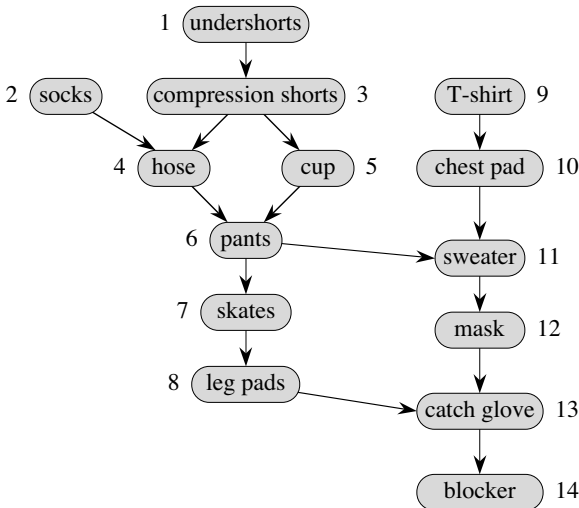 1 undershorts
2 socks
compression shorts 3
T-shirt 9
4 hose
cup 5
chest pad 10
6 pants
sweater 11
7 skates
mask 12
8 leg pads
catch glove 13
blocker 14